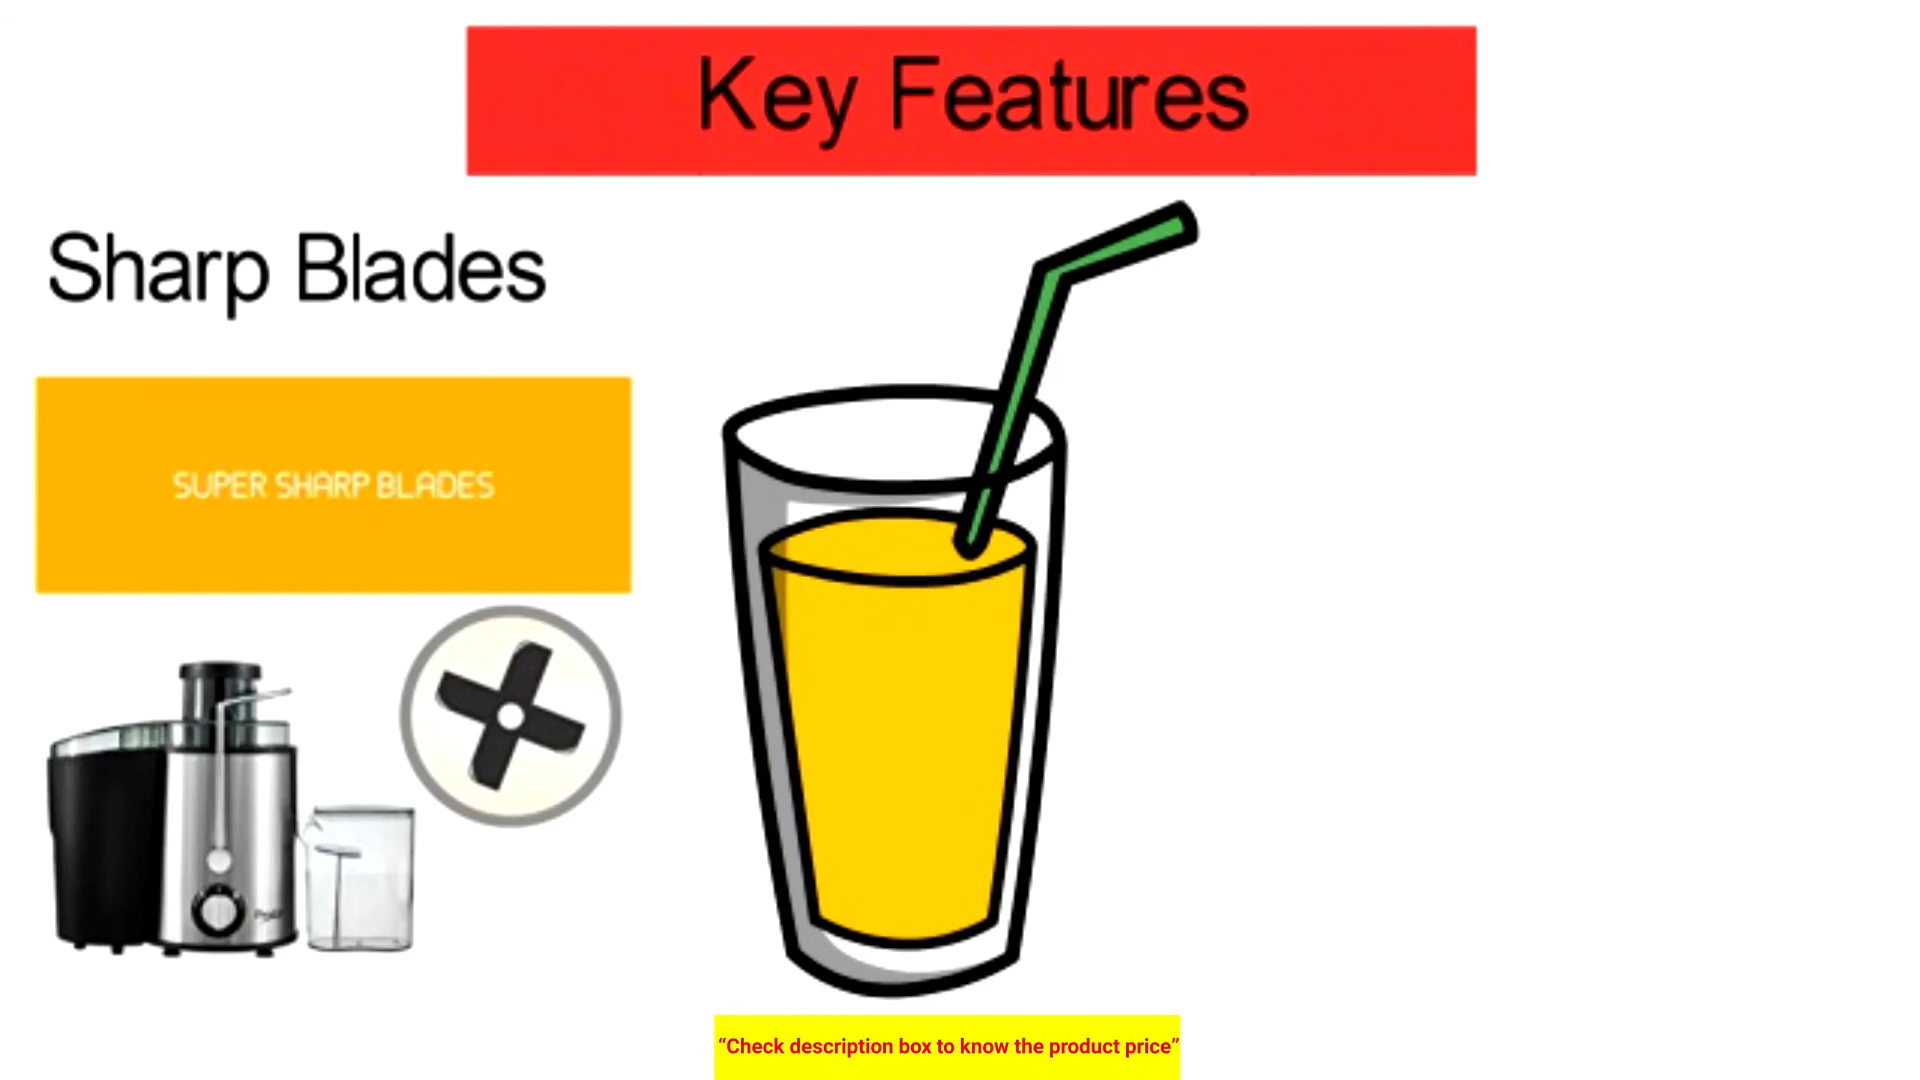 Key Features
Sharp Blades
SUPER SHARP BLADES
“Check description box to know the product price”